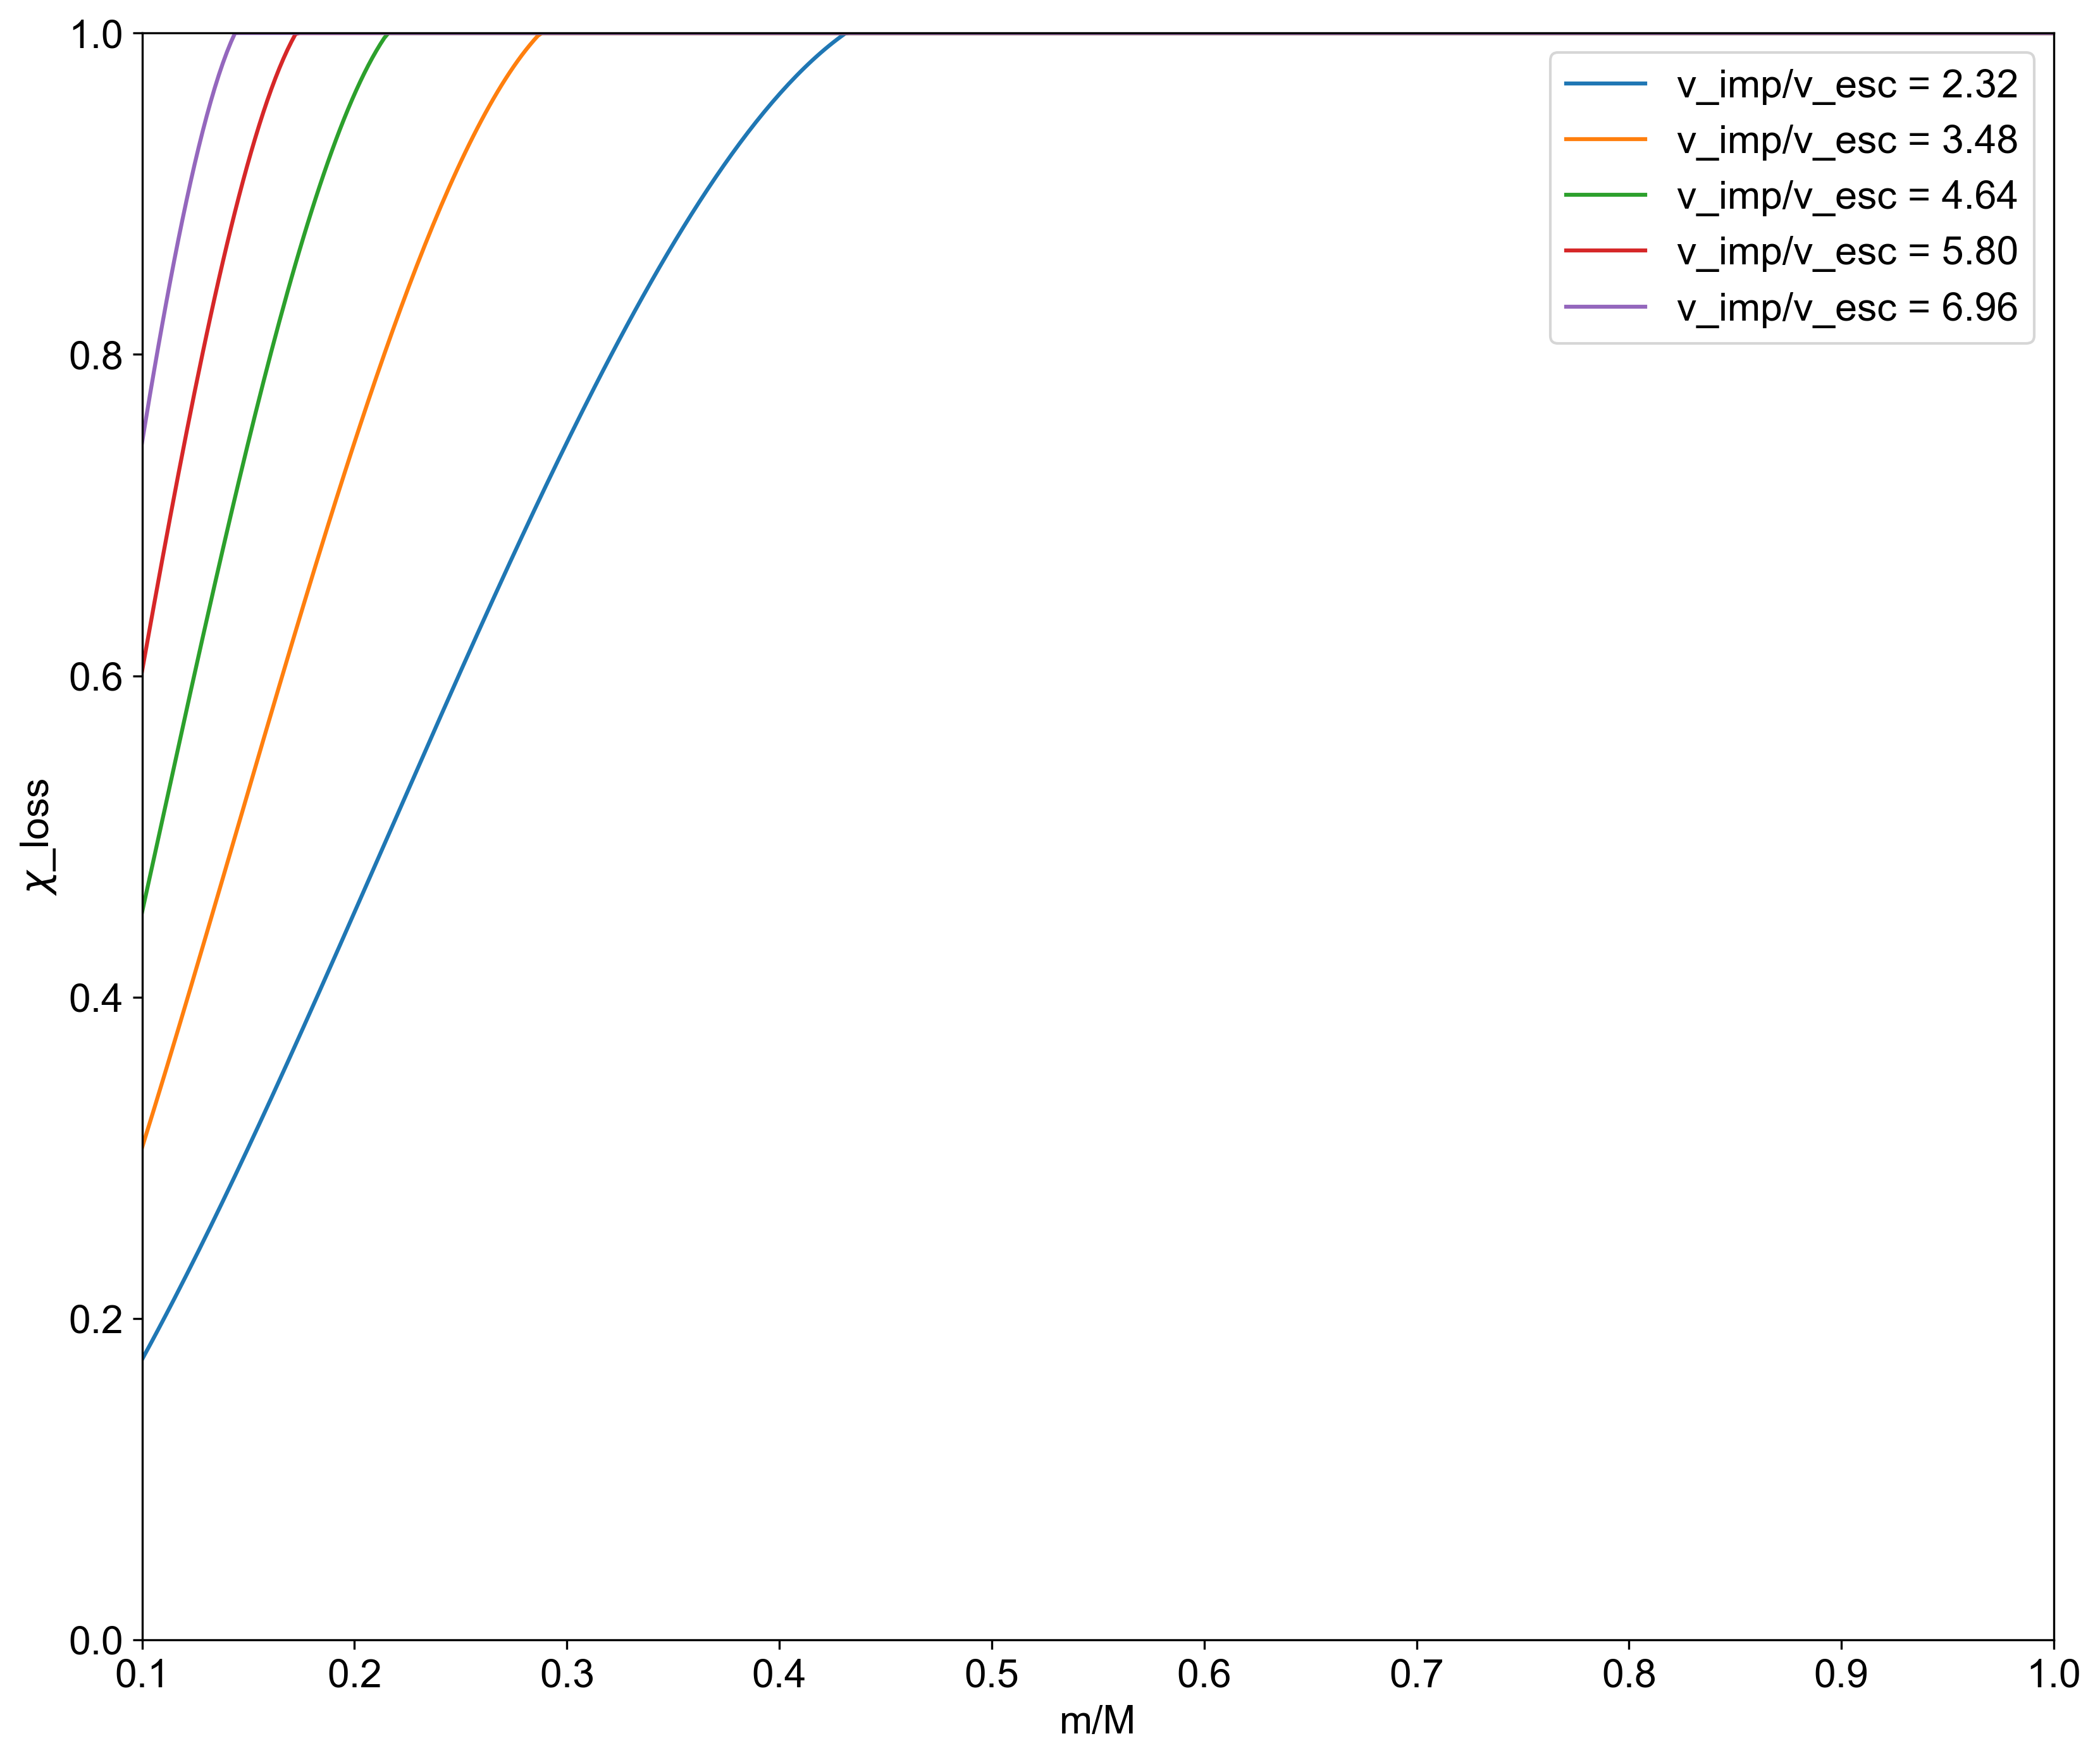 1.0
0.8
0.6
0.4
0.2
0.0
χ_loss
v_imp/v_esc = 2.32
v_imp/v_esc = 3.48
v_imp/v_esc = 4.64
v_imp/v_esc = 5.80
v_imp/v_esc = 6.96
0.1 0.2 0.3 0.4 0.5 0.6 0.7 0.8 0.9 1.0
m/M